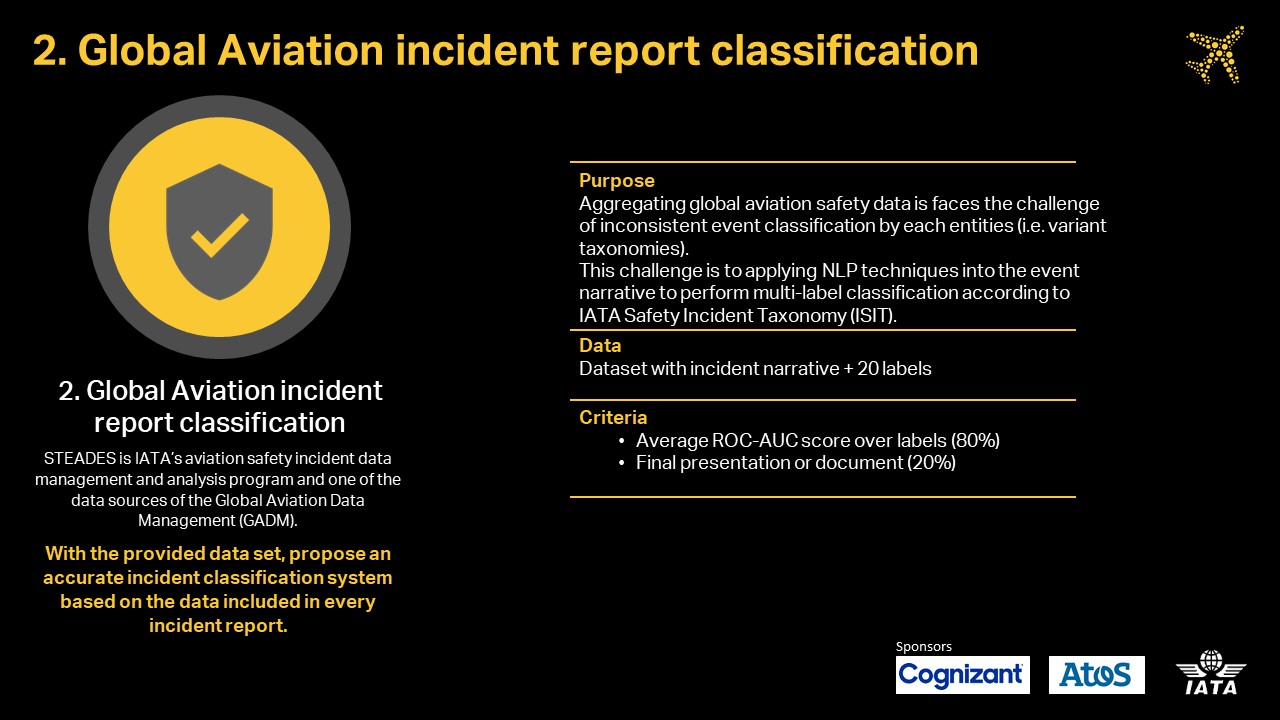 2. Global Aviation incident report classification
2. Global Aviation incident
report classification
STEADES is IATA's aviation safety incident data
management and analysis program and one of the
data sources of the Global Aviation Data
Management (GADM).
With the provided data set, propose an
accurate incident classification system
based on the data included in every
incident report.
Purpose
Aggregating global aviation safety data is faces the challenge
of inconsistent event classification by each entities (i.e. variant
taxonomies).
This challenge is to applying NLP techniques into the event
narrative to perform multi-label classification according to
IATA Safety Incident Taxonomy (ISIT).
Data
Dataset with incident narrative + 20 labels
Criteria
• Average ROC-AUC score over labels (80%)
• Final presentation or document (20%)
Sponsors
Cognizant
Atos
IATA